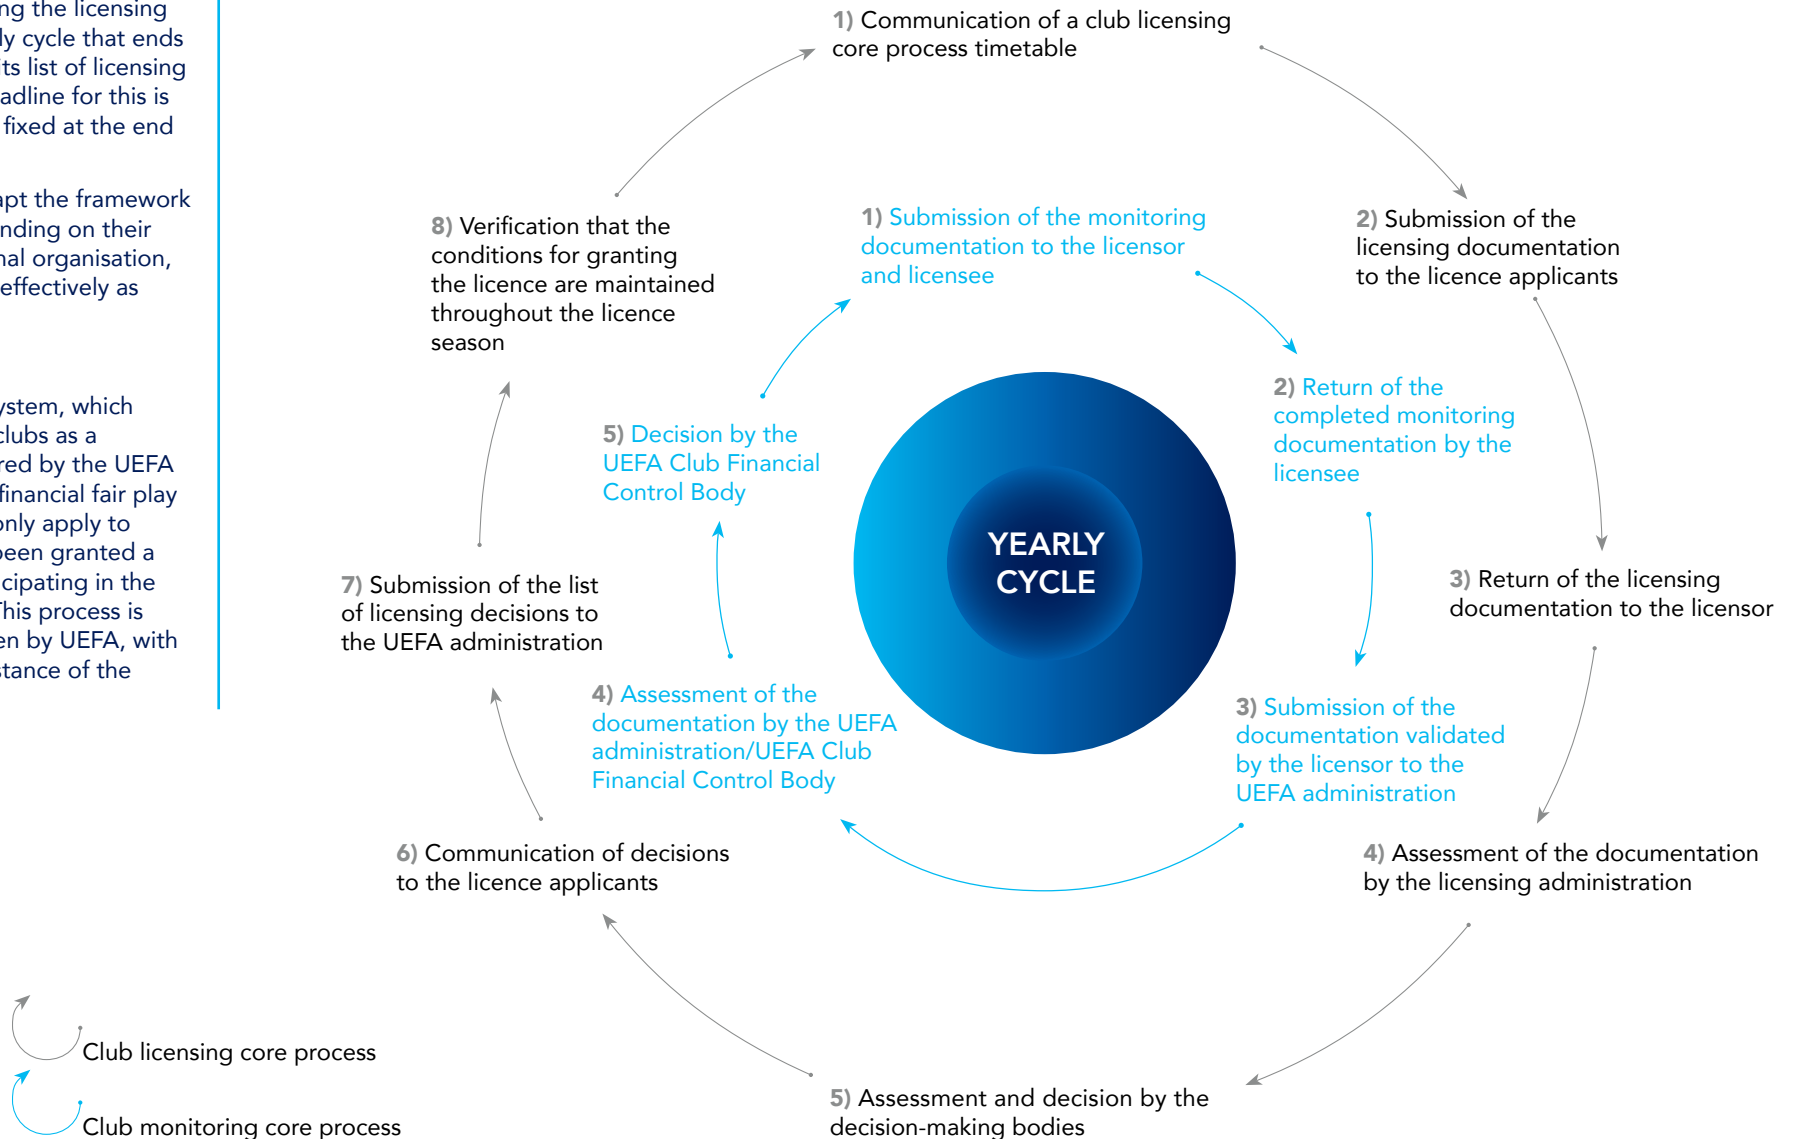 ng the licensing
ly cycle that ends
its list of licensing
adline for this is
fixed at the end
apt the framework
nding on their
nal organisation,
effectively as
ystem, which
clubs as a
red by the UEFA
financial fair play
only apply to
been granted a
cipating in the
This process is
en by UEFA, with
stance of the
1) Communication of a club licensing
core process timetable
2) Submission of the
licensing documentation
to the licence applicants
3) Return of the licensing
documentation to the licensor
4) Assessment of the documentation
by the licensing administration
5) Assessment and decision by the
decision-making bodies
6) Communication of decisions
to the licence applicants
7) Submission of the list
of licensing decisions to
the UEFA administration
8) Verification that the
conditions for granting
the licence are maintained
throughout the licence
season
1) Submission of the monitoring
documentation to the licensor
and licensee
2) Return of the
completed monitoring
documentation by the
licensee
3) Submission of the
documentation validated
by the licensor to the
UEFA administration
4) Assessment of the
documentation by the UEFA
administration/UEFA Club
Financial Control Body
5) Decision by the
UEFA Club Financial
Control Body
YEARLY
CYCLE
Club licensing core process
Club monitoring core process